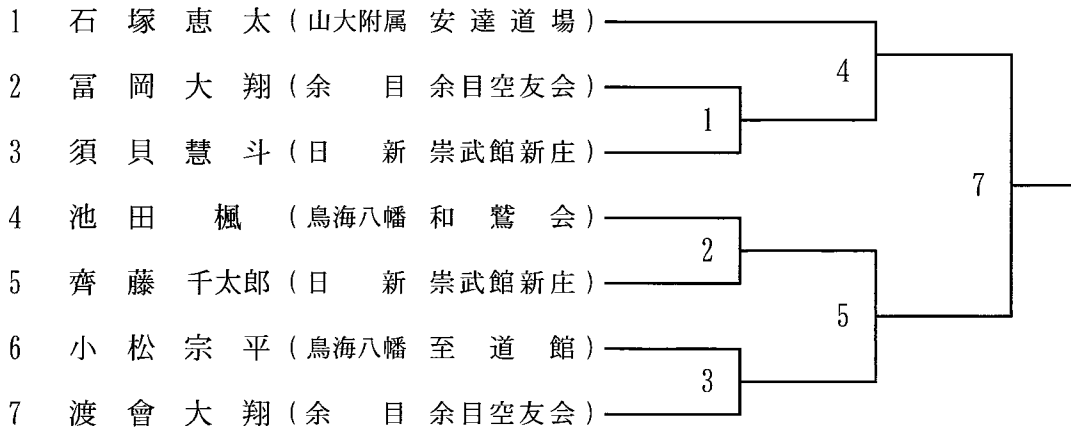 1 石塚恵太(山大附属 安達道場)
2 冨岡大翔(余目 余目空友会)
3 須貝慧斗(日新 崇武館新庄)
4 池田楓(鳥海八幡 和鷲会)
5 齊藤千太郎(日新 崇武館新庄)
6 小松宗平(鳥海八幡 至道館)
7 渡會大翔(余目 余目空友会)
4
1
7
2
5
3